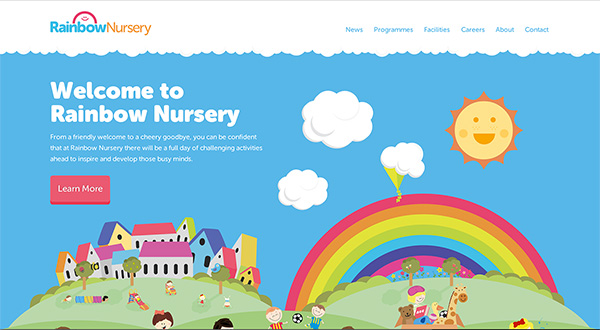 RainbowNursery
News Programmes Facilities Careers About Contact
Welcome to
Rainbow Nursery
From a friendly welcome to a cheery goodbye, you can be confident
that at Rainbow Nursery there will be a full day of challenging activities
ahead to inspire and develop those busy minds.
Learn More